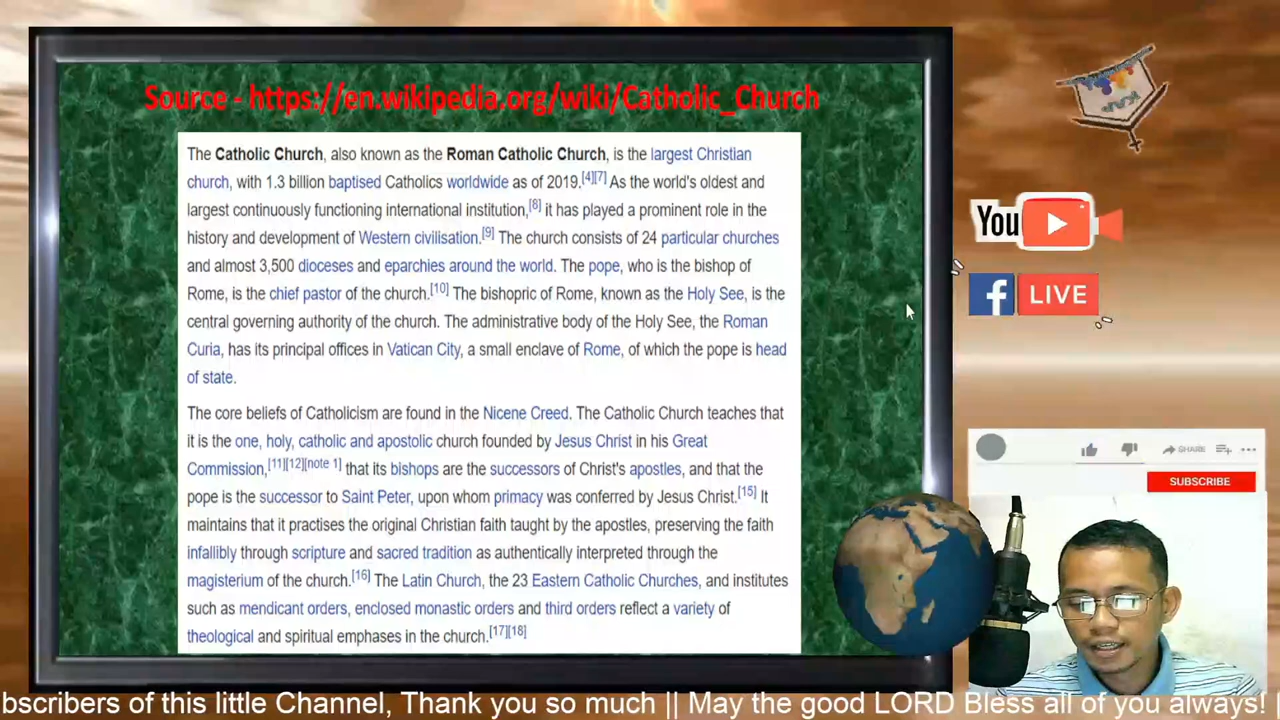 Source - https://en.wikipedia.org/wiki/Catholic_Church
The Catholic Church, also known as the Roman Catholic Church, is the largest Christian
church, with 1.3 billion baptised Catholics worldwide as of 2019.[4][7] As the world's oldest and
largest continuously functioning international institution,[8] it has played a prominent role in the
history and development of Western civilisation.[9] The church consists of 24 particular churches
and almost 3,500 dioceses and eparchies around the world. The pope, who is the bishop of
Rome, is the chief pastor of the church.[10] The bishopric of Rome, known as the Holy See, is the
central governing authority of the church. The administrative body of the Holy See, the Roman
Curia, has its principal offices in Vatican City, a small enclave of Rome, of which the pope is head
of state.
The core beliefs of Catholicism are found in the Nicene Creed. The Catholic Church teaches that
it is the one, holy, catholic and apostolic church founded by Jesus Christ in his Great
Commission,[11][12][note 1] that its bishops are the successors of Christ's apostles, and that the
pope is the successor to Saint Peter, upon whom primacy was conferred by Jesus Christ.[15] It
maintains that it practises the original Christian faith taught by the apostles, preserving the faith
infallibly through scripture and sacred tradition as authentically interpreted through the
magisterium of the church.[16] The Latin Church, the 23 Eastern Catholic Churches, and institutes
such as mendicant orders, enclosed monastic orders and third orders reflect a variety of
theological and spiritual emphases in the church.[17][18]
You
f LIVE
SHARE
SUBSCRIBE
bscribers of this little Channel, Thank you so much || May the good LORD Bless all of you always! |